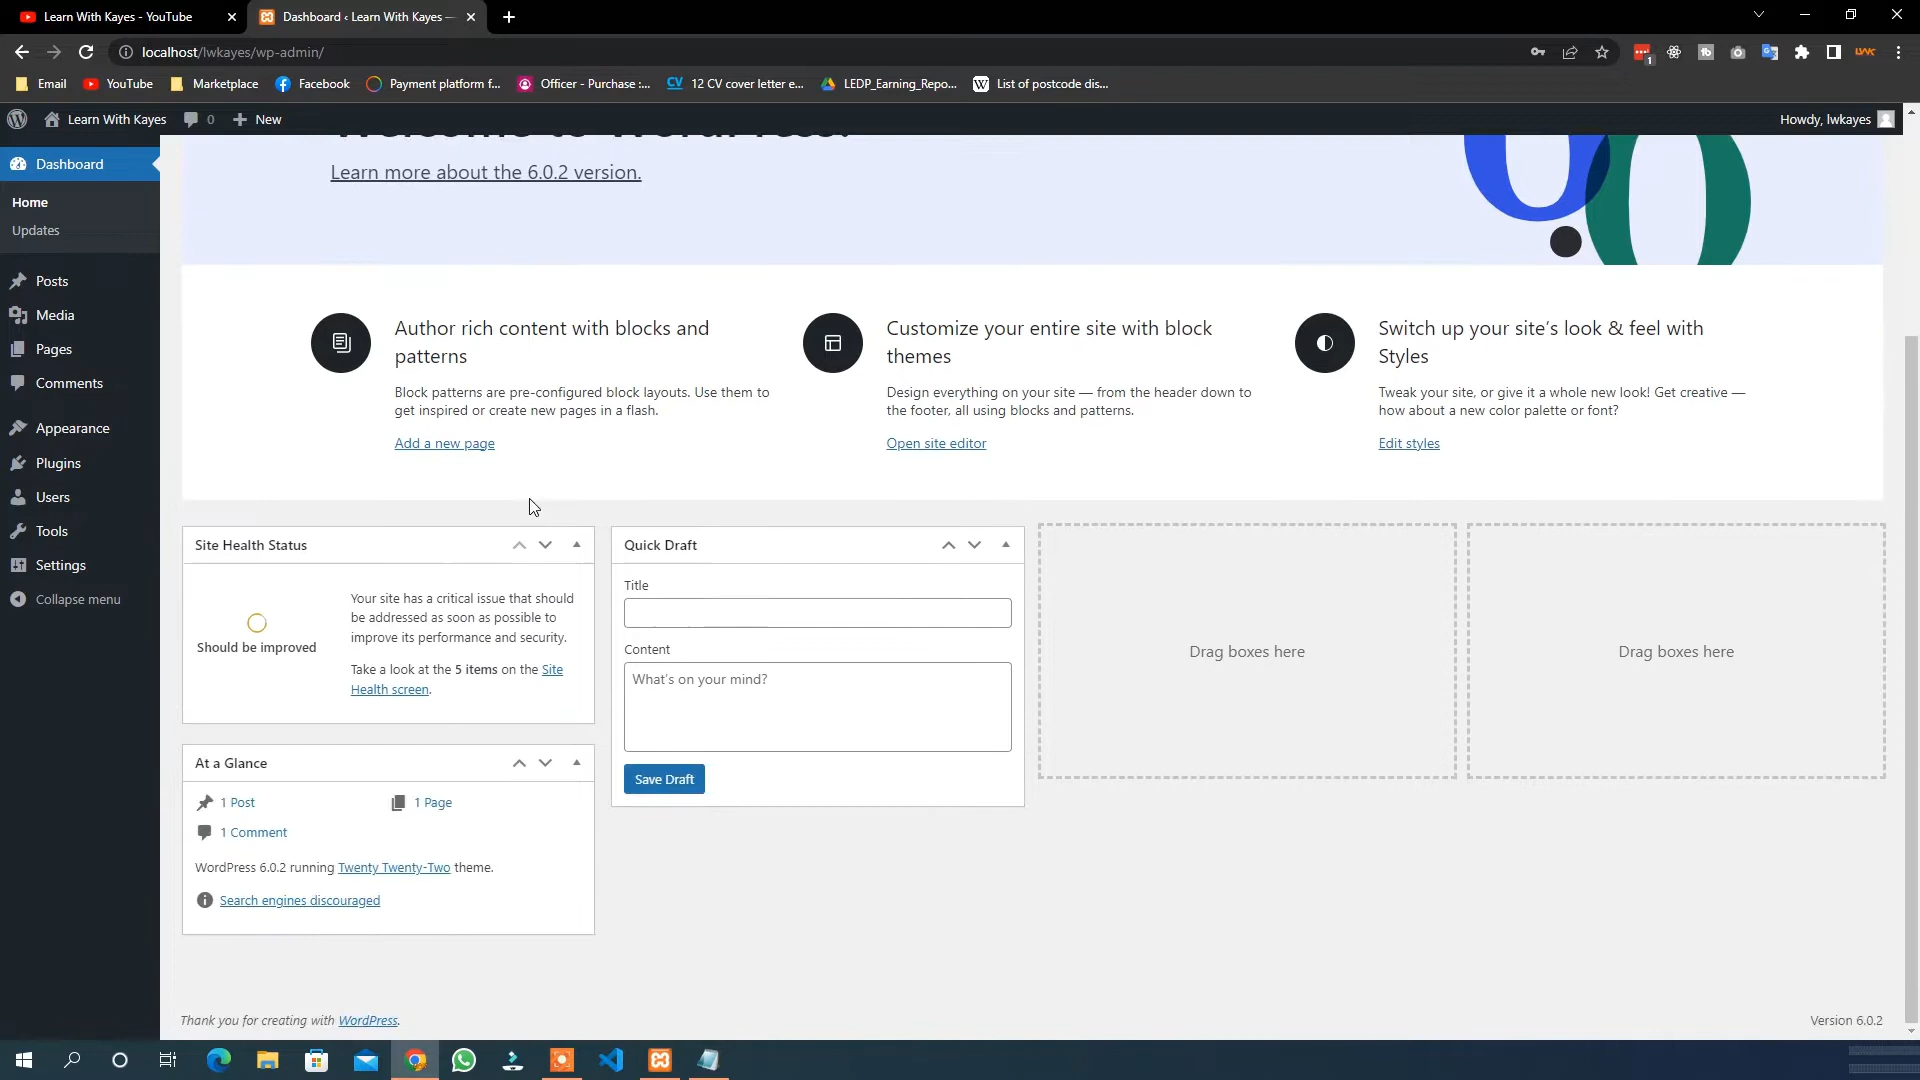 Learn With Kayes - YouTube
Dashboard ‹ Learn With Kayes —
localhost/lwkayes/wp-admin/
1
Email
YouTube
Marketplace
Facebook
Payment platform f...
Officer - Purchase :...
CV
12 CV cover letter e...
LEDP_Earning_Repo...
W
List of postcode dis...
Learn With Kayes
0
New
Howdy, lwkayes
Dashboard
Home
Updates
Posts
Media
Pages
Comments
Appearance
Plugins
Users
Tools
Settings
Collapse menu
Welcome to WordPress!
Learn more about the 6.0.2 version.
Author rich content with blocks and
patterns
Block patterns are pre-configured block layouts. Use them to
get inspired or create new pages in a flash.
Add a new page
Customize your entire site with block
themes
Design everything on your site — from the header down to
the footer, all using blocks and patterns.
Open site editor
Switch up your site's look & feel with
Styles
Tweak your site, or give it a whole new look! Get creative —
how about a new color palette or font?
Edit styles
Site Health Status
Should be improved
Your site has a critical issue that should
be addressed as soon as possible to
improve its performance and security.
Take a look at the 5 items on the Site
Health screen.
At a Glance
1 Post
1 Page
1 Comment
WordPress 6.0.2 running Twenty Twenty-Two theme.
Search engines discouraged
Quick Draft
Title
Content
What's on your mind?
Save Draft
Drag boxes here
Drag boxes here
Thank you for creating with WordPress.
Version 6.0.2